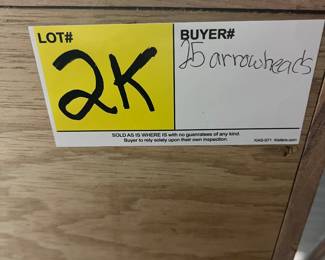 LOT#
2K
BUYER#
25 arrowheads
SOLD AS IS WHERE IS with no guarantees of any kind.
Buyer to rely solely upon their own inspection.